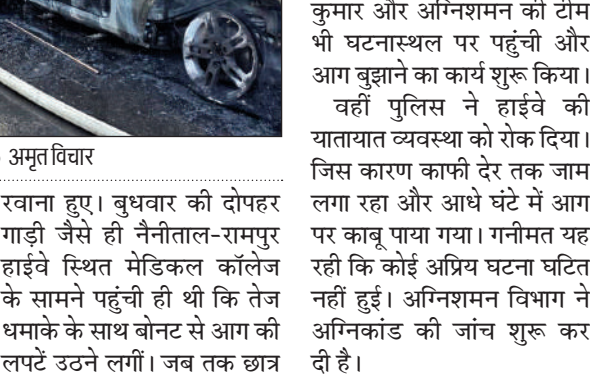 अमृत विचार
रवाना हुए। बुधवार की दोपहर
गाड़ी जैसे ही नैनीताल-रामपुर
हाईवे स्थित मेडिकल कॉलेज
के सामने पहुंची ही थी कि तेज
धमाके के साथ बोनट से आग की
लपटें उठने लगीं। जब तक छात्र
कुमार और अग्निशमन की टीम
भी घटनास्थल पर पहुंची और
आग बुझाने का कार्य शुरू किया।
वहीं पुलिस ने हाईवे की
यातायात व्यवस्था को रोक दिया।
जिस कारण काफी देर तक जाम
लगा रहा और आधे घंटे में आग
पर काबू पाया गया। गनीमत यह
रही कि कोई अप्रिय घटना घटित
नहीं हुई। अग्निशमन विभाग ने
अग्निकांड की जांच शुरू कर
दी है।